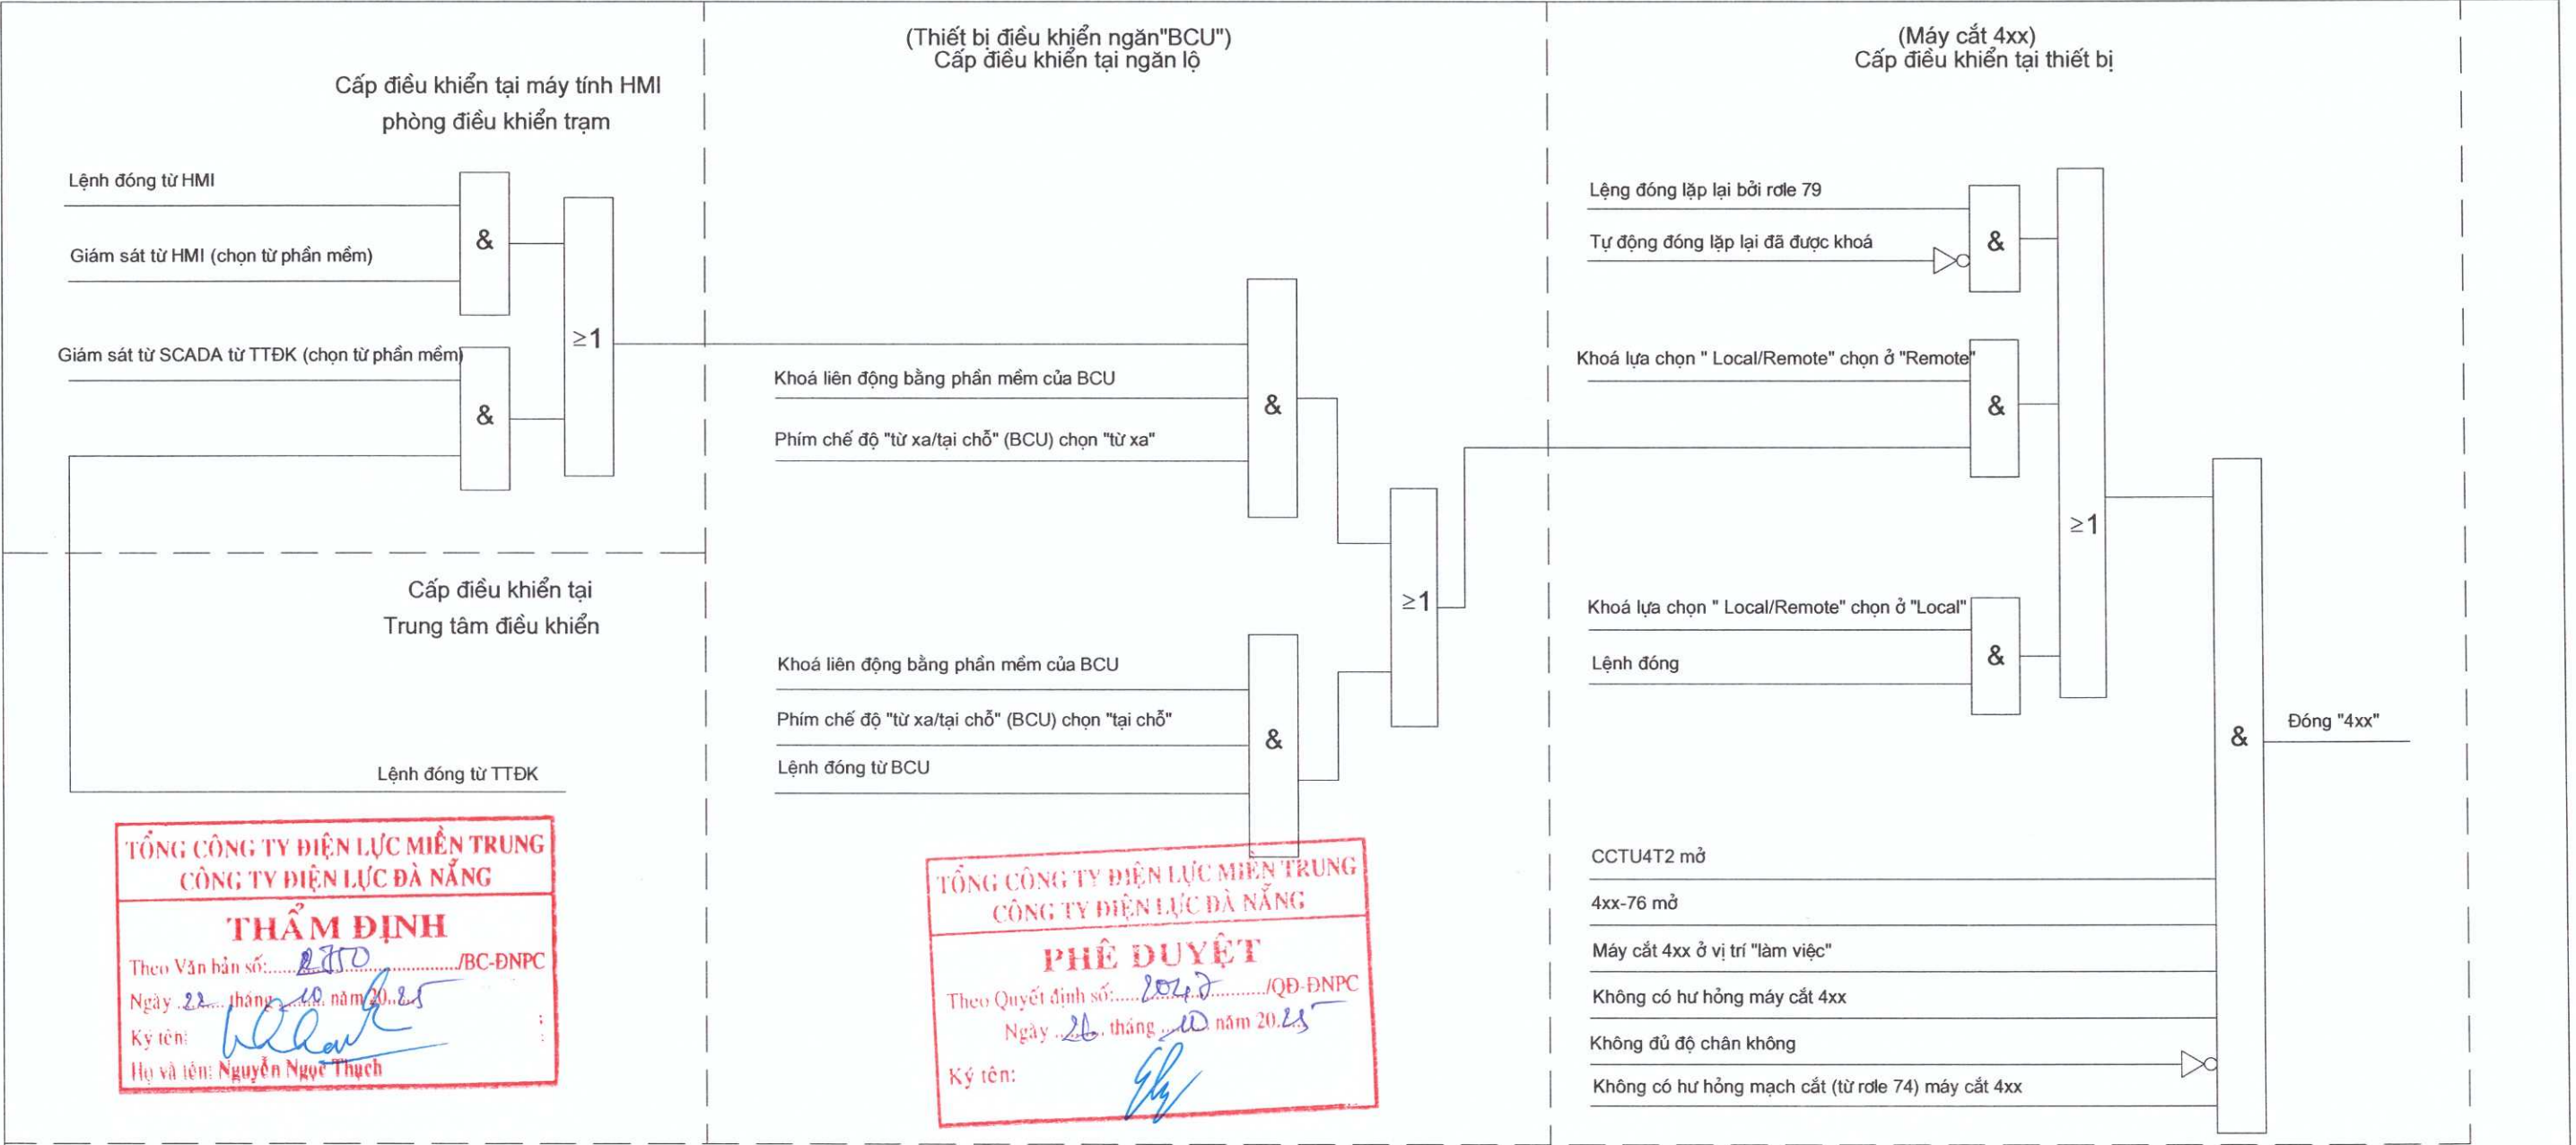 Cấp điều khiển tại máy tính HMI
phòng điều khiển trạm
Lệnh đóng từ HMI
Giám sát từ HMI (chọn từ phần mềm)
&
≥1
Giám sát từ SCADA từ TTĐK (chọn từ phần mềm)
&
Cấp điều khiển tại
Trung tâm điều khiển
Lệnh đóng từ TTĐK
TỔNG CÔNG TY ĐIỆN LỰC MIỀN TRUNG
CÔNG TY ĐIỆN LỰC ĐÀ NẴNG
THẨM ĐỊNH
Theo Văn bản số: /BC-ĐNPC
Ngày 22 tháng 10 năm 2025
Ký tên:
Họ và tên: Nguyễn Ngọc Thạch
(Thiết bị điều khiển ngăn"BCU")
Cấp điều khiển tại ngăn lộ
Khoá liên động bằng phần mềm của BCU
Phím chế độ "từ xa/tại chỗ" (BCU) chọn "từ xa"
&
≥1
Khoá liên động bằng phần mềm của BCU
Phím chế độ "từ xa/tại chỗ" (BCU) chọn "tại chỗ"
Lệnh đóng từ BCU
&
TỔNG CÔNG TY ĐIỆN LỰC MIỀN TRUNG
CÔNG TY ĐIỆN LỰC ĐÀ NẴNG
PHÊ DUYỆT
Theo Quyết định số: /QĐ-ĐNPC
Ngày tháng 10 năm 2025
Ký tên:
(Máy cắt 4xx)
Cấp điều khiển tại thiết bị
Lệng đóng lặp lại bởi rơle 79
Tự động đóng lặp lại đã được khoá
&
Khoá lựa chọn " Local/Remote" chọn ở "Remote"
&
≥1
Khoá lựa chọn " Local/Remote" chọn ở "Local"
Lệnh đóng
&
&
Đóng "4xx"
CCTU4T2 mở
4xx-76 mở
Máy cắt 4xx ở vị trí "làm việc"
Không có hư hỏng máy cắt 4xx
Không đủ độ chân không
Không có hư hỏng mạch cắt (từ rơle 74) máy cắt 4xx